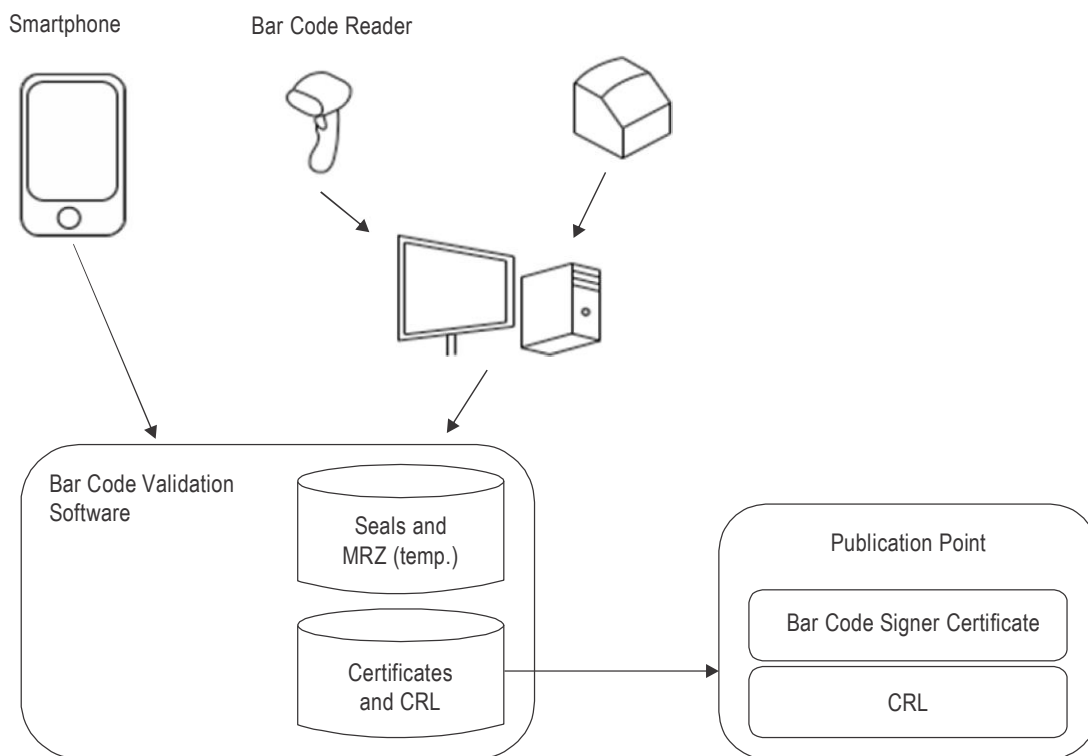 Smartphone
Bar Code Reader
Bar Code Validation
Software
Seals and
MRZ (temp.)
Certificates
and CRL
Publication Point
Bar Code Signer Certificate
CRL